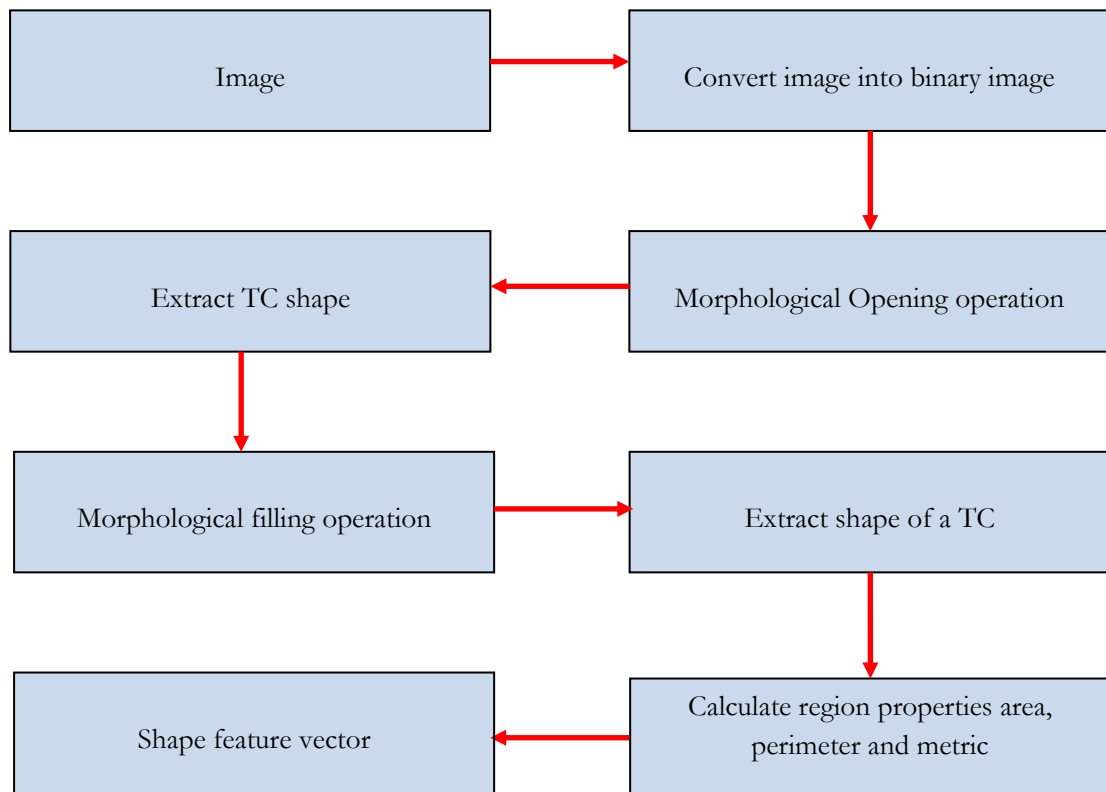 Image
Convert image into binary image
Extract TC shape
Morphological Opening operation
Morphological filling operation
Extract shape of a TC
Shape feature vector
Calculate region properties area,
perimeter and metric